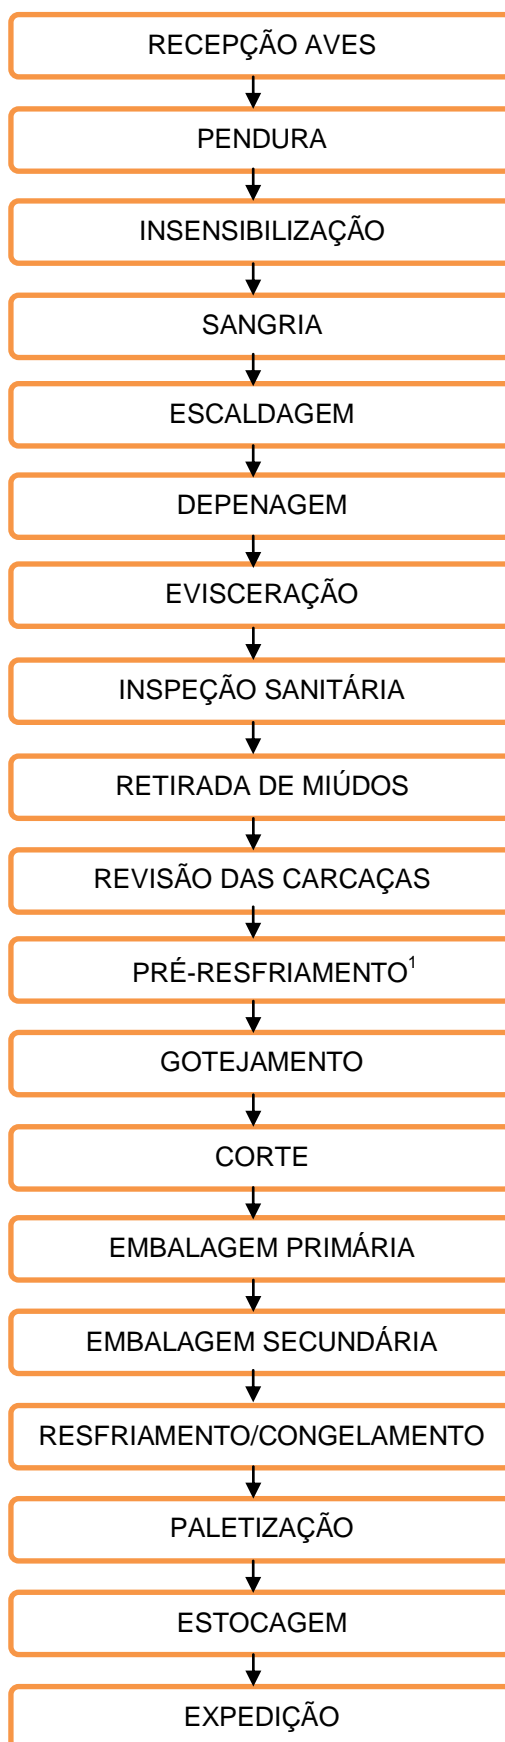 RECEPÇÃO AVES
PENDURA
INSENSIBILIZAÇÃO
SANGRIA
ESCALDAGEM
DEPENAGEM
EVISCERAÇÃO
INSPEÇÃO SANITÁRIA
RETIRADA DE MIÚDOS
REVISÃO DAS CARCAÇAS
PRÉ-RESFRIAMENTO¹
GOTEJAMENTO
CORTE
EMBALAGEM PRIMÁRIA
EMBALAGEM SECUNDÁRIA
RESFRIAMENTO/CONGELAMENTO
PALETIZAÇÃO
ESTOCAGEM
EXPEDIÇÃO